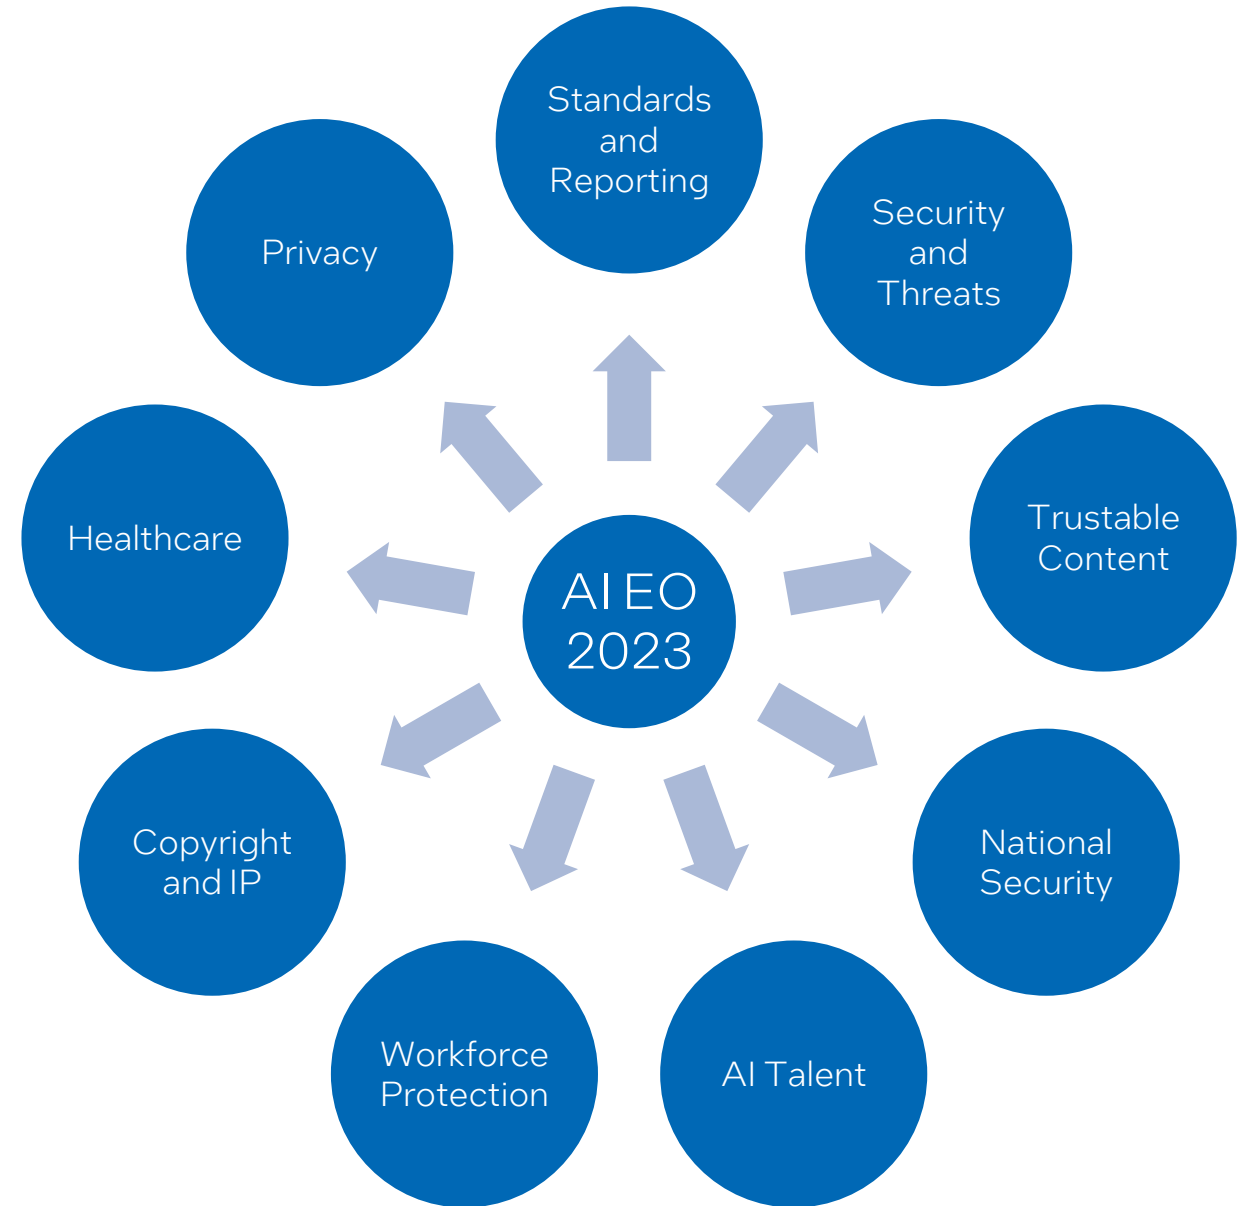 Standards
and
Reporting
Security
and
Threats
Trustable
Content
National
Security
AI Talent
Workforce
Protection
Copyright
and IP
Healthcare
Privacy
AI EO
2023